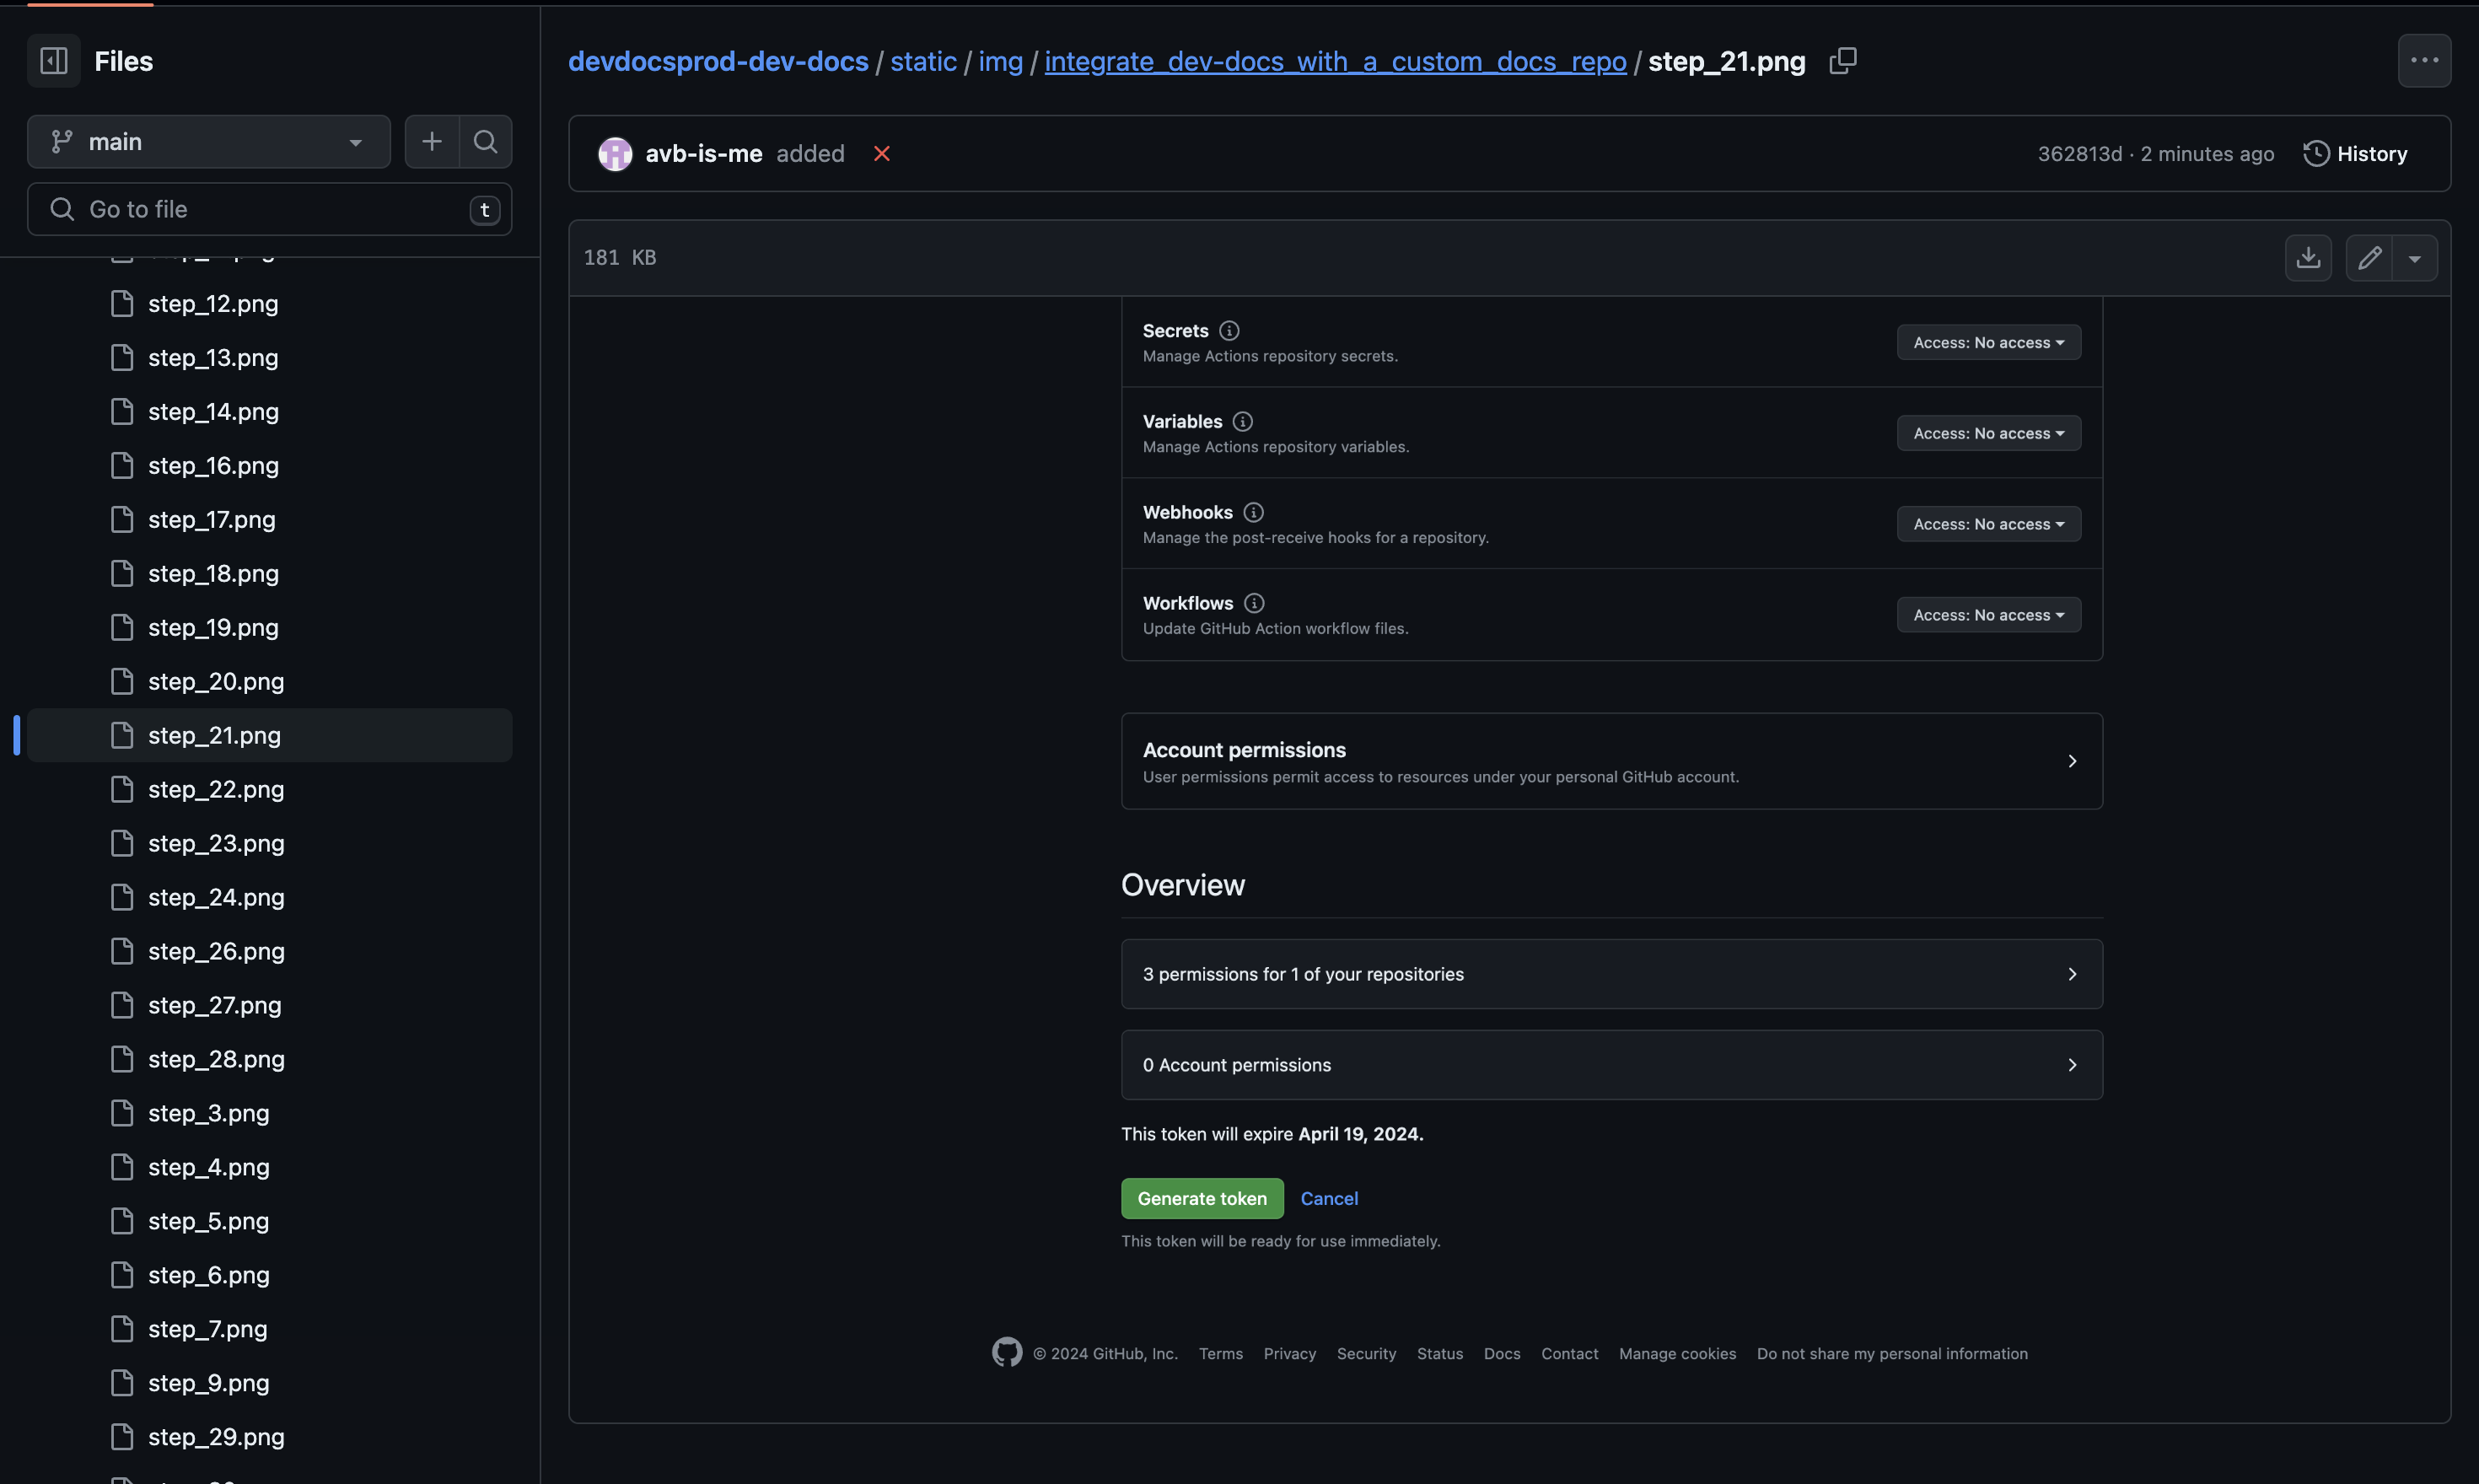 Files
main
Go to file
t
step_12.png
step_13.png
step_14.png
step_16.png
step_17.png
step_18.png
step_19.png
step_20.png
step_21.png
step_22.png
step_23.png
step_24.png
step_26.png
step_27.png
step_28.png
step_3.png
step_4.png
step_5.png
step_6.png
step_7.png
step_9.png
step_29.png
devdocsprod-dev-docs / static / img / integrate_dev-docs_with_a_custom_docs_repo / step_21.png
avb-is-me added
362813d · 2 minutes ago
History
181 KB
Secrets
Manage Actions repository secrets.
Access: No access
Variables
Manage Actions repository variables.
Access: No access
Webhooks
Manage the post-receive hooks for a repository.
Access: No access
Workflows
Update GitHub Action workflow files.
Access: No access
Account permissions
User permissions permit access to resources under your personal GitHub account.
Overview
3 permissions for 1 of your repositories
0 Account permissions
This token will expire April 19, 2024.
Generate token Cancel
This token will be ready for use immediately.
© 2024 GitHub, Inc. Terms Privacy Security Status Docs Contact Manage cookies Do not share my personal information